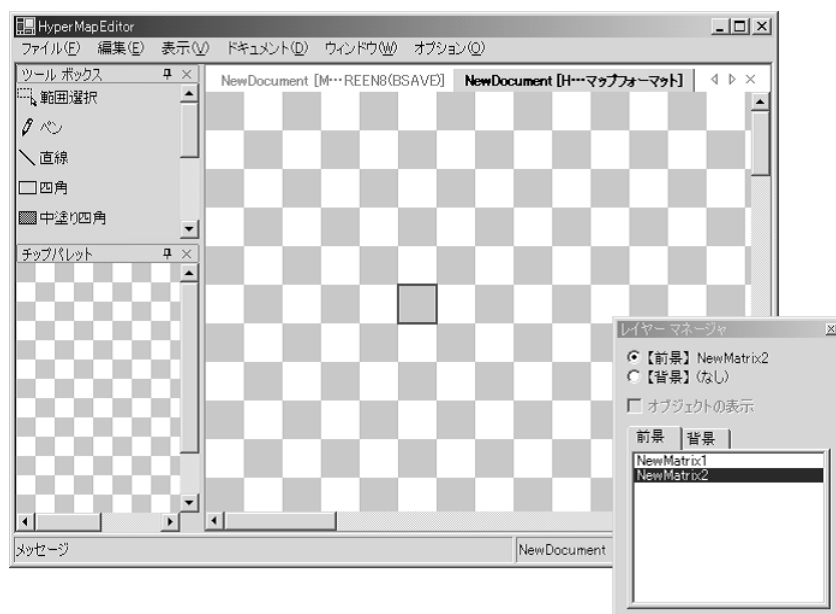 HyperMapEditor
ファイル(F) 編集(E) 表示(V) ドキュメント(D) ウィンドウ(W) オプション(O)
ツール ボックス
範囲選択
ペン
直線
四角
中塗り四角
チップパレット
NewDocument [M…REEN8(BSAVE)] NewDocument [H…マップフォーマット]
メッセージ
NewDocument
レイヤー マネージャ
【前景】NewMatrix2
【背景】(なし)
オブジェクトの表示
前景 背景
NewMatrix1
NewMatrix2